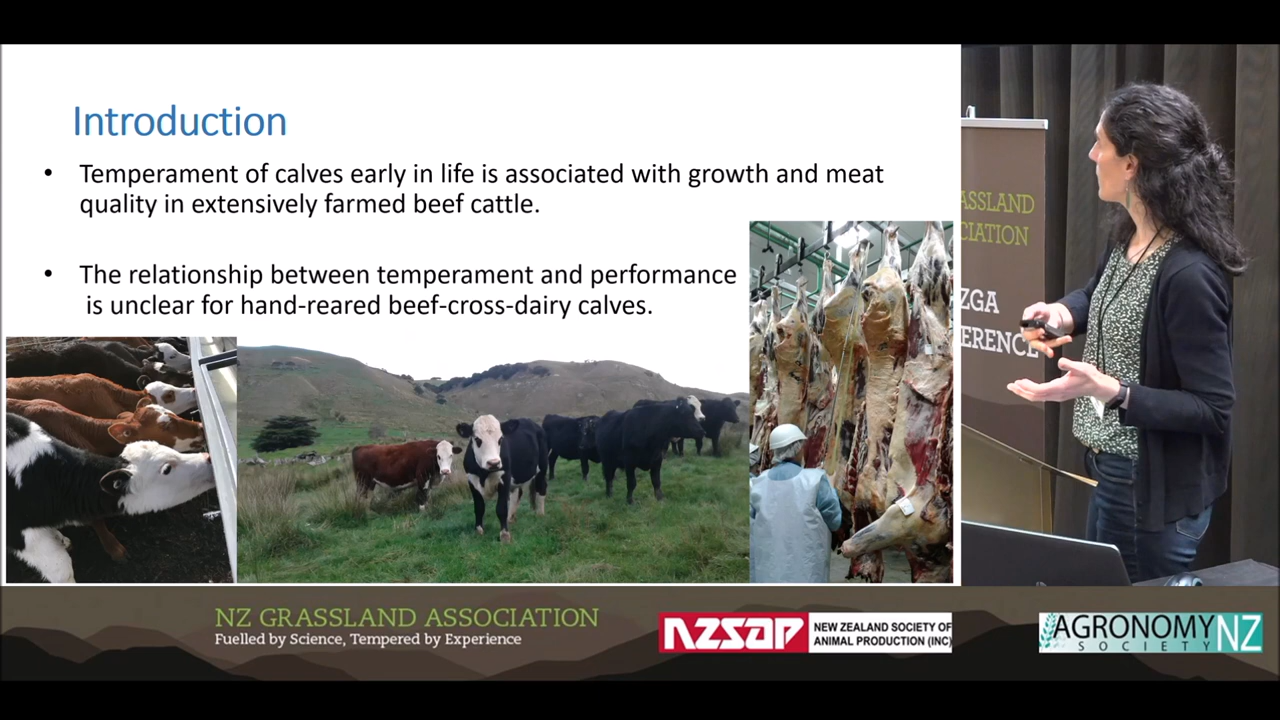 Introduction
• Temperament of calves early in life is associated with growth and meat
quality in extensively farmed beef cattle.
• The relationship between temperament and performance
is unclear for hand-reared beef-cross-dairy calves.
ASSLAND
CIATION
ZGA
ERENCE
NZ GRASSLAND ASSOCIATION
Fuelled by Science, Tempered by Experience
NZSAP
NEW ZEALAND SOCIETY OF
ANIMAL PRODUCTION (INC)
AGRONOMY NZ
SOCIETY